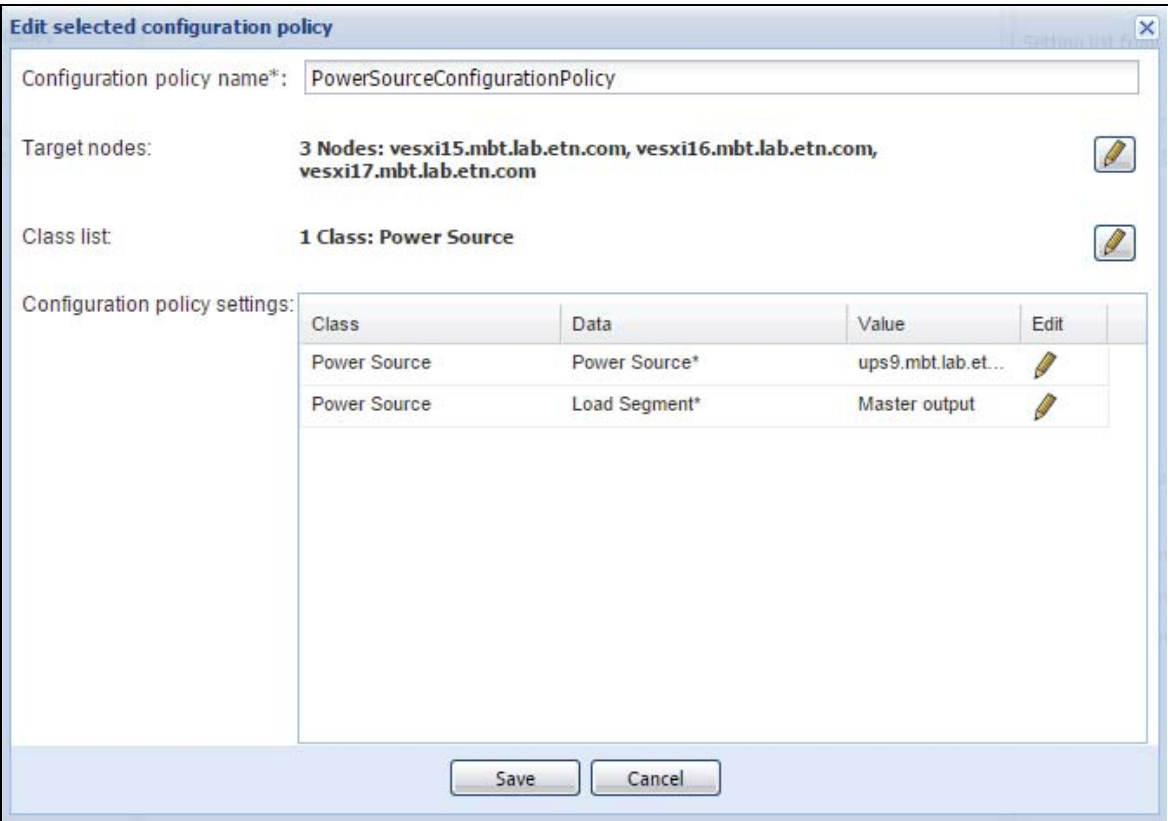 Edit selected configuration policy
Configuration policy name*: PowerSourceConfigurationPolicy
Target nodes: 3 Nodes: vesxi15.mbt.lab.etn.com, vesxi16.mbt.lab.etn.com,
vesxi17.mbt.lab.etn.com
Class list: 1 Class: Power Source
Configuration policy settings:
Class Data Value Edit
Power Source Power Source* ups9.mbt.lab.et...
Power Source Load Segment* Master output
Save Cancel